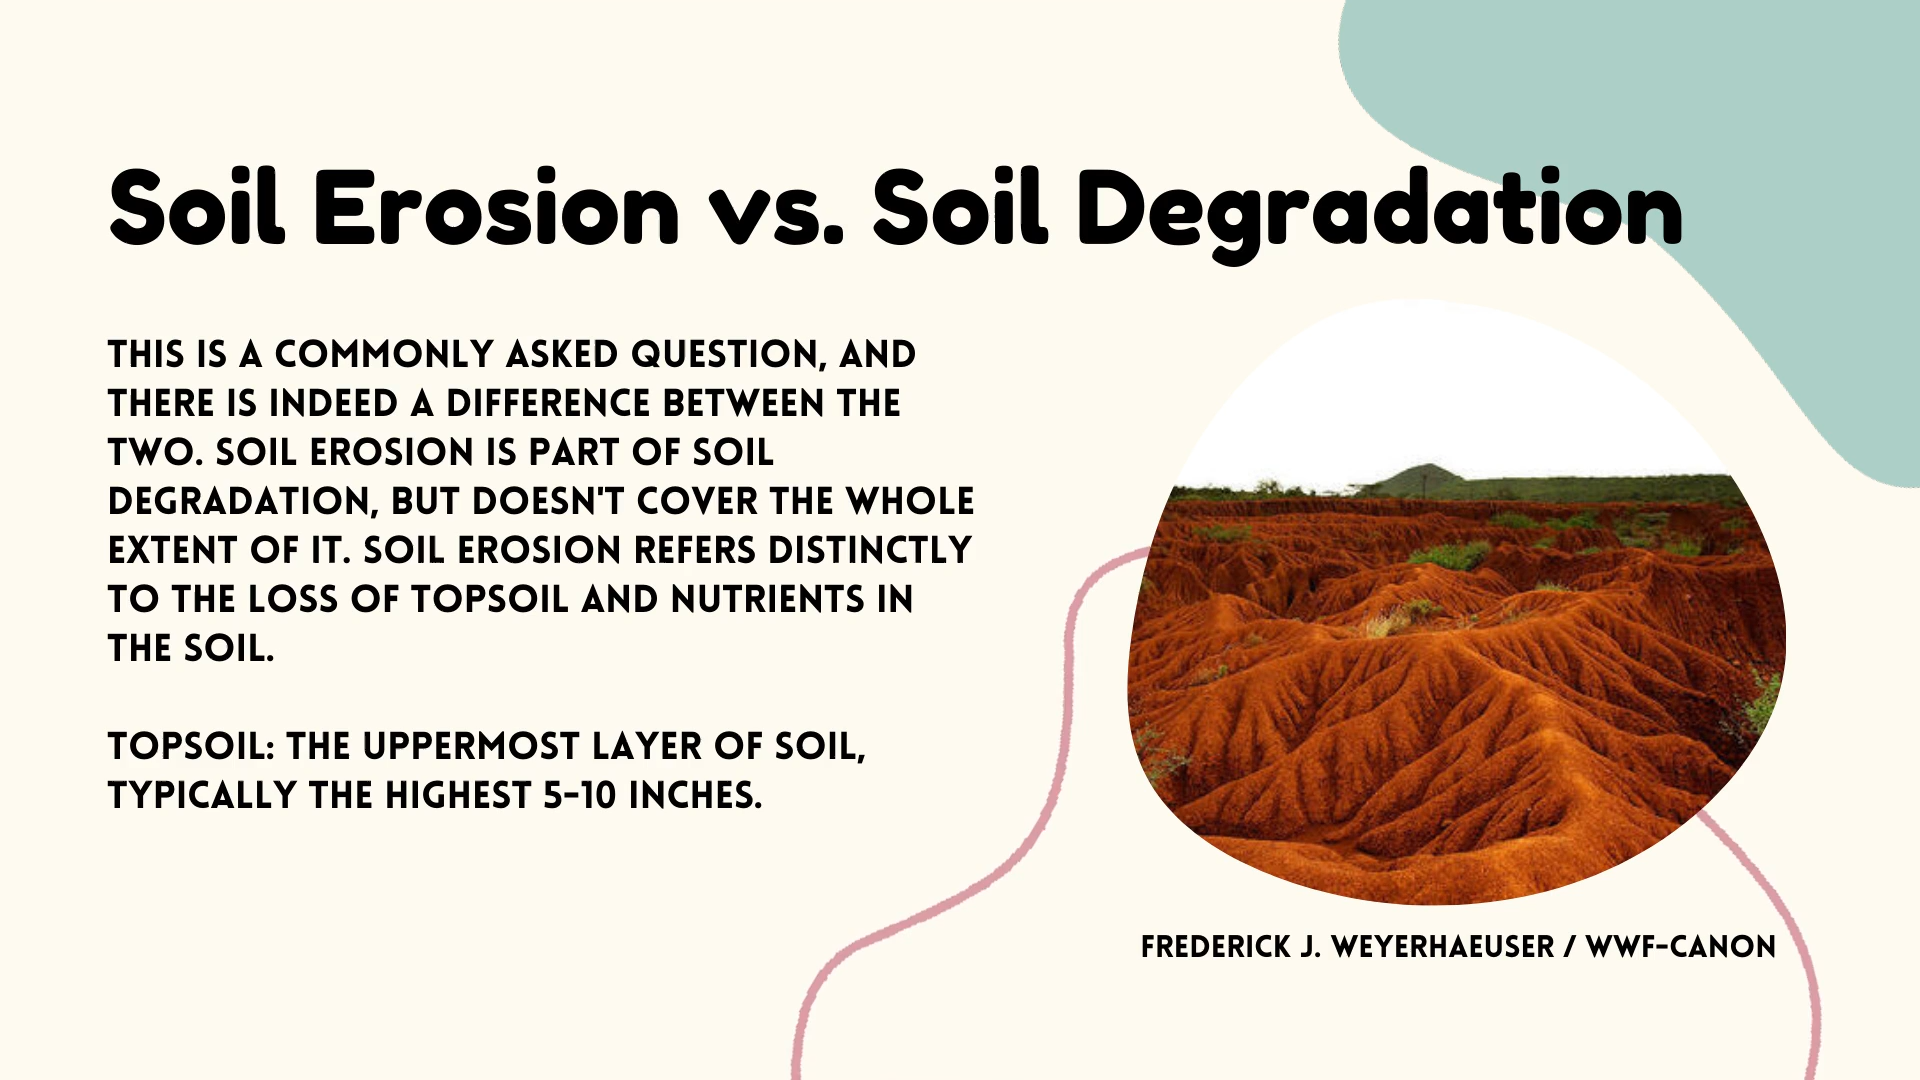 Soil Erosion vs. Soil Degradation
THIS IS A COMMONLY ASKED QUESTION, AND
THERE IS INDEED A DIFFERENCE BETWEEN THE
TWO. SOIL EROSION IS PART OF SOIL
DEGRADATION, BUT DOESN'T COVER THE WHOLE
EXTENT OF IT. SOIL EROSION REFERS DISTINCTLY
TO THE LOSS OF TOPSOIL AND NUTRIENTS IN
THE SOIL.
TOPSOIL: THE UPPERMOST LAYER OF SOIL,
TYPICALLY THE HIGHEST 5-10 INCHES.
FREDERICK J. WEYERHAEUSER / WWF-CANON